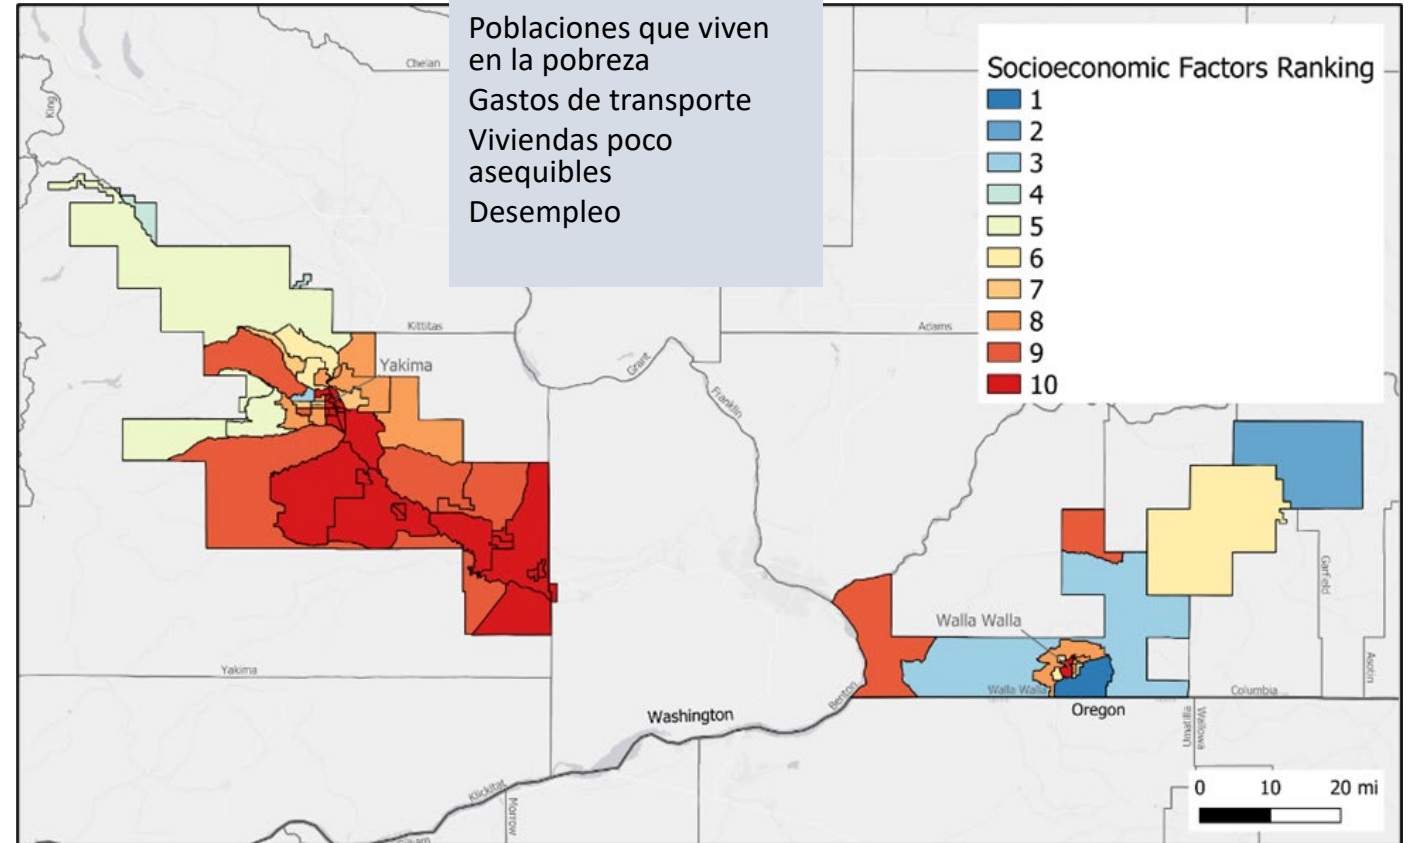 Poblaciones que viven
en la pobreza
Gastos de transporte
Viviendas poco
asequibles
Desempleo
Socioeconomic Factors Ranking
1
2
3
4
5
6
7
8
9
10
Chelan
King
Kittitas
Adams
Yakima
Grant
Franklin
Garfield
Walla Walla
Asotin
Yakima
Benton
Walla Walla
Columbia
Washington
Oregon
Umatilla
Wallowa
Klickitat
Morrow
0 10 20 mi